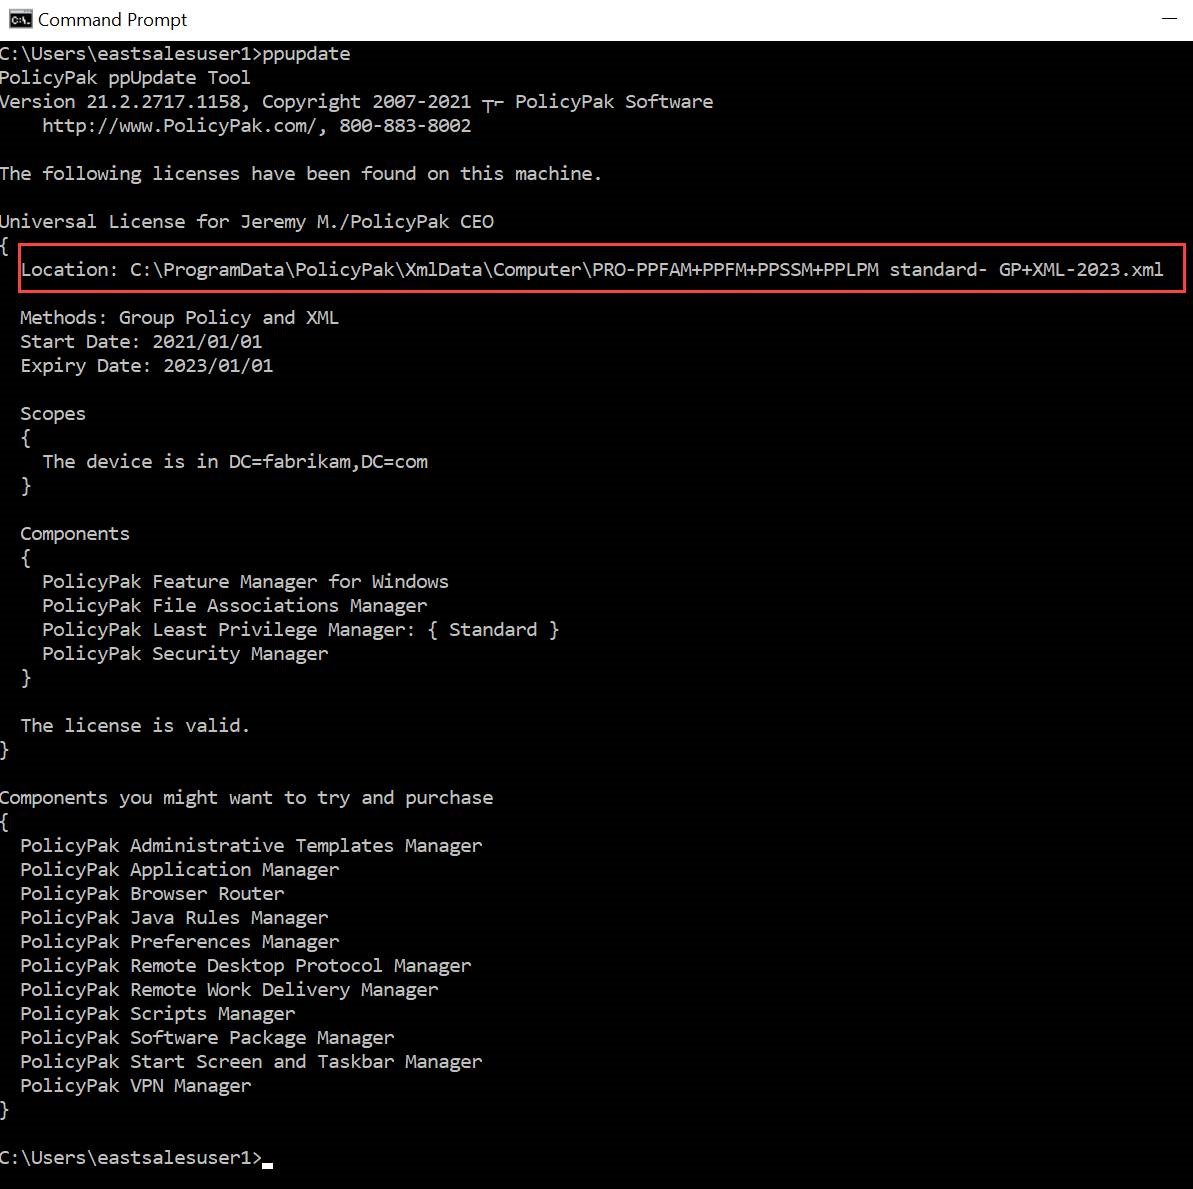 Command Prompt
C:\Users\eastsalesuser1>ppupdate
PolicyPak ppUpdate Tool
Version 21.2.2717.1158, Copyright 2007-2021 ┬⌐ PolicyPak Software
http://www.PolicyPak.com/, 800-883-8002
The following licenses have been found on this machine.
Universal License for Jeremy M./PolicyPak CEO
{
Location: C:\ProgramData\PolicyPak\XmlData\Computer\PRO-PPFAM+PPFM+PPSSM+PPLPM standard- GP+XML-2023.xml
Methods: Group Policy and XML
Start Date: 2021/01/01
Expiry Date: 2023/01/01
Scopes
{
The device is in DC=fabrikam,DC=com
}
Components
{
PolicyPak Feature Manager for Windows
PolicyPak File Associations Manager
PolicyPak Least Privilege Manager: { Standard }
PolicyPak Security Manager
}
The license is valid.
}
Components you might want to try and purchase
{
PolicyPak Administrative Templates Manager
PolicyPak Application Manager
PolicyPak Browser Router
PolicyPak Java Rules Manager
PolicyPak Preferences Manager
PolicyPak Remote Desktop Protocol Manager
PolicyPak Remote Work Delivery Manager
PolicyPak Scripts Manager
PolicyPak Software Package Manager
PolicyPak Start Screen and Taskbar Manager
PolicyPak VPN Manager
}
C:\Users\eastsalesuser1>